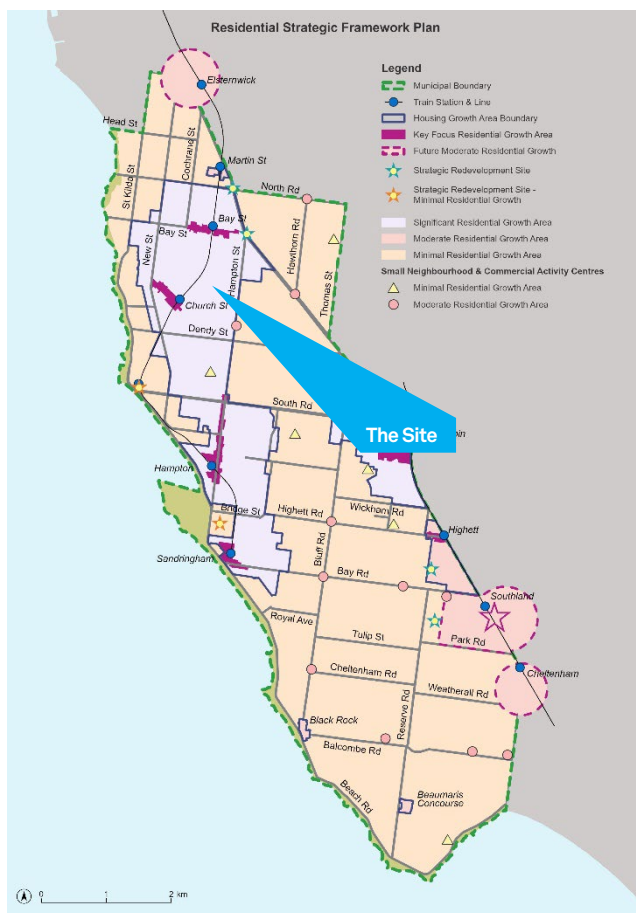 Residential Strategic Framework Plan
Legend
Municipal Boundary
Train Station & Line
Housing Growth Area Boundary
Key Focus Residential Growth Area
Future Moderate Residential Growth
Strategic Redevelopment Site
Strategic Redevelopment Site -
Minimal Residential Growth
Significant Residential Growth Area
Moderate Residential Growth Area
Minimal Residential Growth Area
Small Neighbourhood & Commercial Activity Centres
Minimal Residential Growth Area
Moderate Residential Growth Area
Elsternwick
Head St
Cochrane St
St Kilda St
Martin St
North Rd
Bay St
Bay St
New St
Hampton St
Hawthorn Rd
Thomas St
Church St
Dendy St
South Rd
The Site
Hampton
Wickham Rd
Bridge St
Highett Rd
Highett
Sandringham
Bluff Rd
Bay Rd
Southland
Royal Ave
Tulip St
Park Rd
Cheltenham Rd
Cheltenham
Weatherall Rd
Reserve Rd
Black Rock
Balcombe Rd
Beach Rd
Beaumaris
Concourse
0 1 2 km